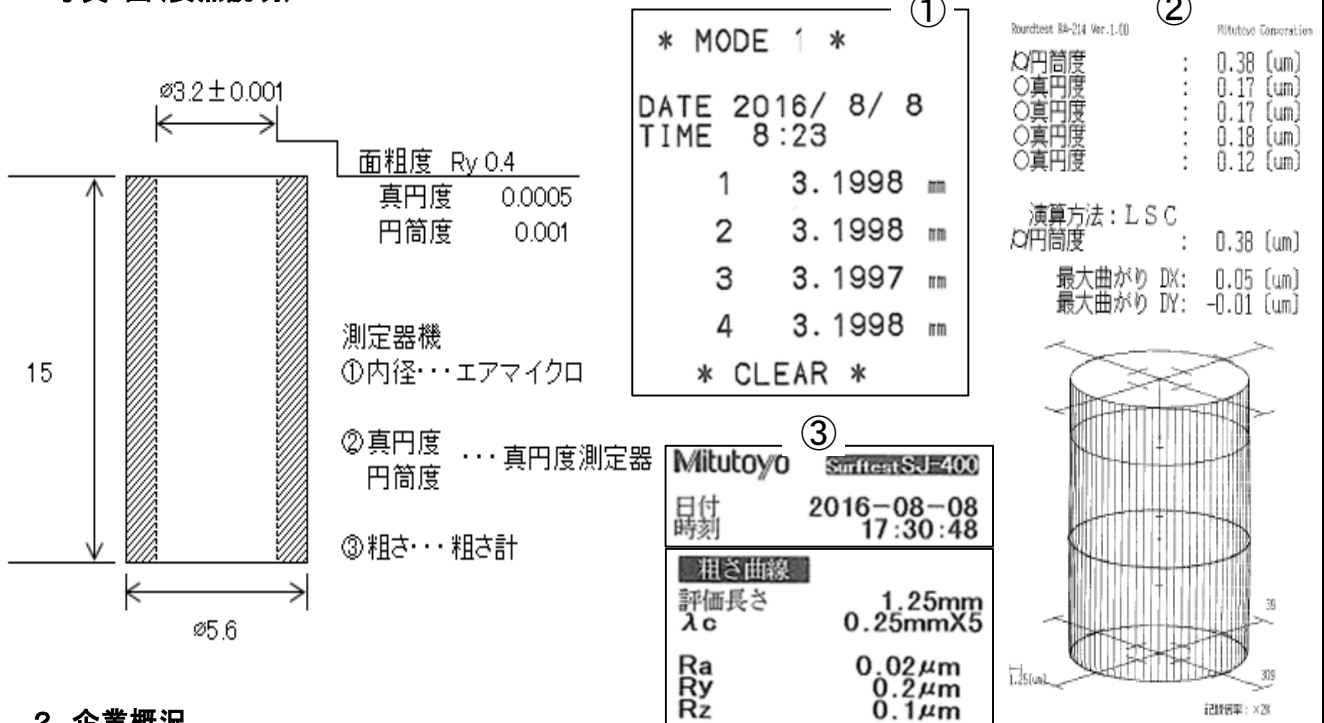 ø3.2±0.001
面粗度 Ry 0.4
真円度 0.0005
円筒度 0.001
15
ø5.6
測定器機
①内径･･･エアマイクロ
②真円度
円筒度
･･･真円度測定器
③粗さ･･･粗さ計
①
* MODE 1 *
DATE 2016/ 8/ 8
TIME 8:23
1 3.1998 mm
2 3.1998 mm
3 3.1997 mm
4 3.1998 mm
* CLEAR *
②
Roundtest RA-214 Ver.1.00 Mitutoyo Corporation
円筒度 : 0.38 (um)
○真円度 : 0.17 (um)
○真円度 : 0.17 (um)
○真円度 : 0.18 (um)
○真円度 : 0.12 (um)
演算方法:LSC
円筒度 : 0.38 (um)
最大曲がり DX: 0.05 (um)
最大曲がり DY: -0.01 (um)
39
309
1.25(um)
記録倍率:×2K
③
Mitutoyo Surftest SJ-400
日付 2016-08-08
時刻 17:30:48
粗さ曲線
評価長さ 1.25mm
λc 0.25mmX5
Ra 0.02μm
Ry 0.2μm
Rz 0.1μm
2 企業概況